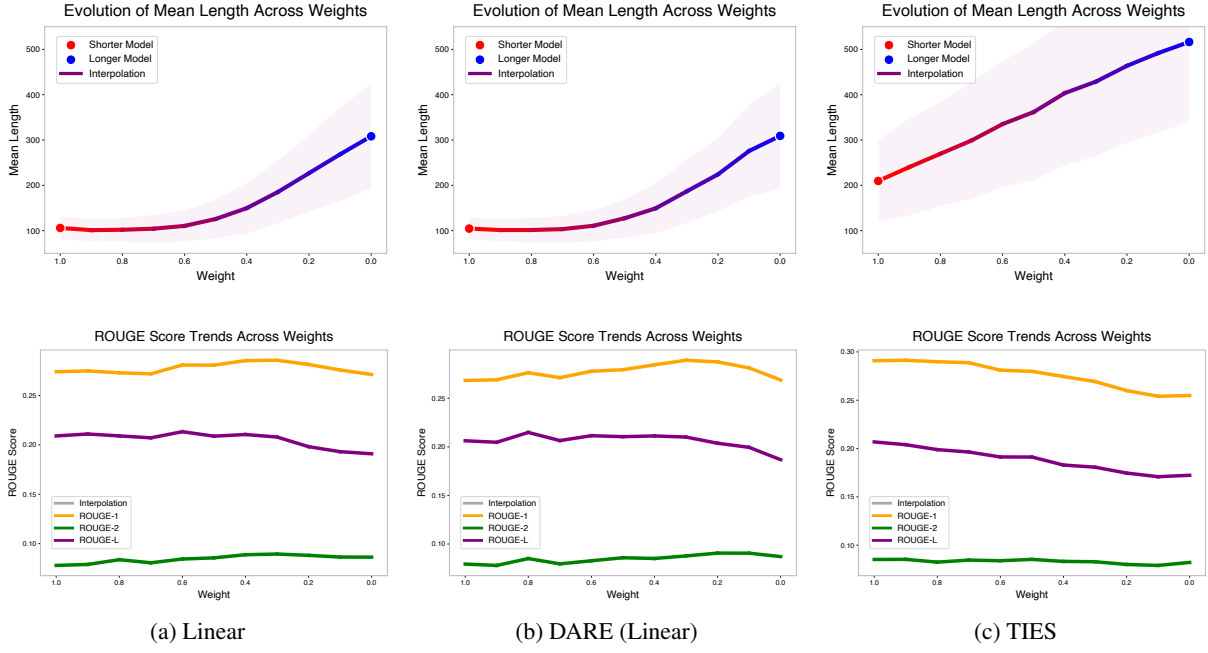 Evolution of Mean Length Across Weights
Mean Length
500
400
300
200
100
Shorter Model
Longer Model
Interpolation
1.0 0.8 0.6 0.4 0.2 0.0
Weight
Evolution of Mean Length Across Weights
Mean Length
500
400
300
200
100
Shorter Model
Longer Model
Interpolation
1.0 0.8 0.6 0.4 0.2 0.0
Weight
Evolution of Mean Length Across Weights
Mean Length
500
400
300
200
100
Shorter Model
Longer Model
Interpolation
1.0 0.8 0.6 0.4 0.2 0.0
Weight
ROUGE Score Trends Across Weights
ROUGE Score
0.25
0.20
0.15
0.10
Interpolation
ROUGE-1
ROUGE-2
ROUGE-L
1.0 0.8 0.6 0.4 0.2 0.0
Weight
ROUGE Score Trends Across Weights
ROUGE Score
0.25
0.20
0.15
0.10
Interpolation
ROUGE-1
ROUGE-2
ROUGE-L
1.0 0.8 0.6 0.4 0.2 0.0
Weight
ROUGE Score Trends Across Weights
ROUGE Score
0.30
0.25
0.20
0.15
0.10
Interpolation
ROUGE-1
ROUGE-2
ROUGE-L
1.0 0.8 0.6 0.4 0.2 0.0
Weight
(a) Linear
(b) DARE (Linear)
(c) TIES